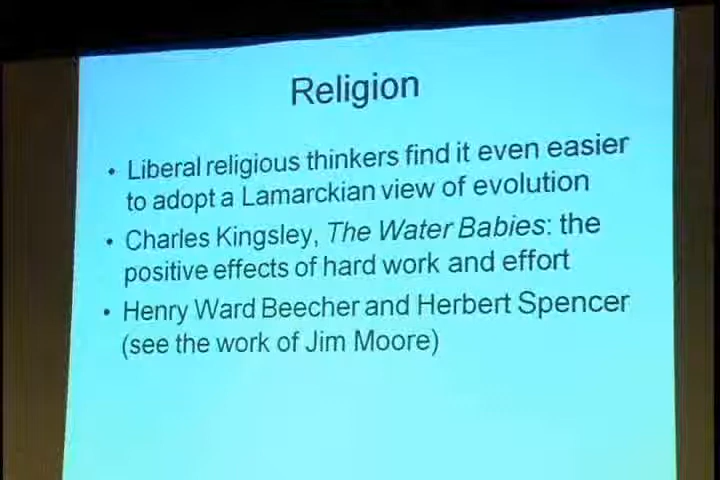 Religion
• Liberal religious thinkers find it even easier
to adopt a Lamarckian view of evolution
• Charles Kingsley, The Water Babies: the
positive effects of hard work and effort
• Henry Ward Beecher and Herbert Spencer
(see the work of Jim Moore)